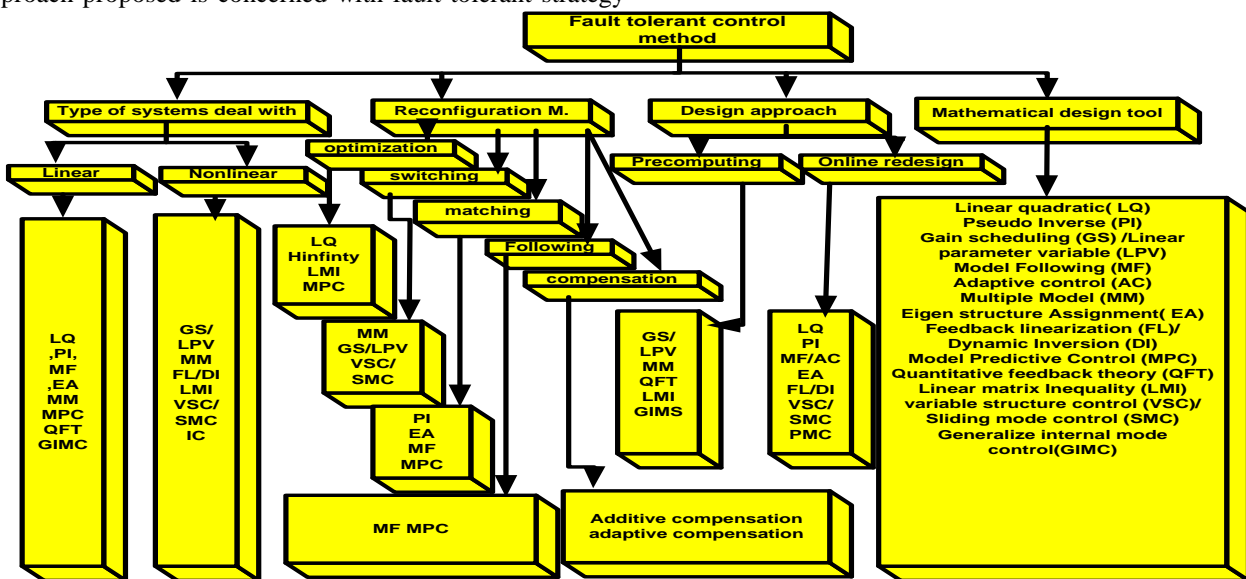 proach proposed is concerned with fault tolerant strategy
Fault tolerant control
method
Type of systems deal with
Reconfiguration M.
Design approach
Mathematical design tool
Linear
Nonlinear
optimization
switching
matching
Following
compensation
Precomputing
Online redesign
LQ
,PI,
MF
,EA
MM
MPC
QFT
GIMC
GS/
LPV
MM
FL/DI
LMI
VSC/
SMC
IC
LQ
Hinfinty
LMI
MPC
MM
GS/LPV
VSC/
SMC
PI
EA
MF
MPC
MF MPC
Additive compensation
adaptive compensation
GS/
LPV
MM
QFT
LMI
GIMS
LQ
PI
MF/AC
EA
FL/DI
VSC/
SMC
PMC
Linear quadratic( LQ)
Pseudo Inverse (PI)
Gain scheduling (GS) /Linear
parameter variable (LPV)
Model Following (MF)
Adaptive control (AC)
Multiple Model (MM)
Eigen structure Assignment( EA)
Feedback linearization (FL)/
Dynamic Inversion (DI)
Model Predictive Control (MPC)
Quantitative feedback theory (QFT)
Linear matrix Inequality (LMI)
variable structure control (VSC)/
Sliding mode control (SMC)
Generalize internal mode
control(GIMC)